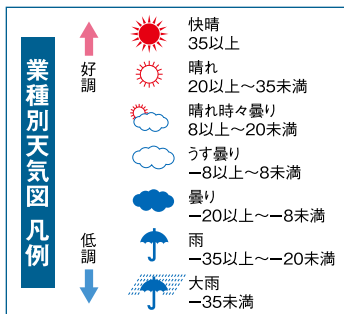 業種別天気図 凡例
好調
快晴
35以上
晴れ
20以上～35未満
晴れ時々曇り
8以上～20未満
うす曇り
−8以上～8未満
曇り
−20以上～−8未満
低調
雨
−35以上～−20未満
大雨
−35未満